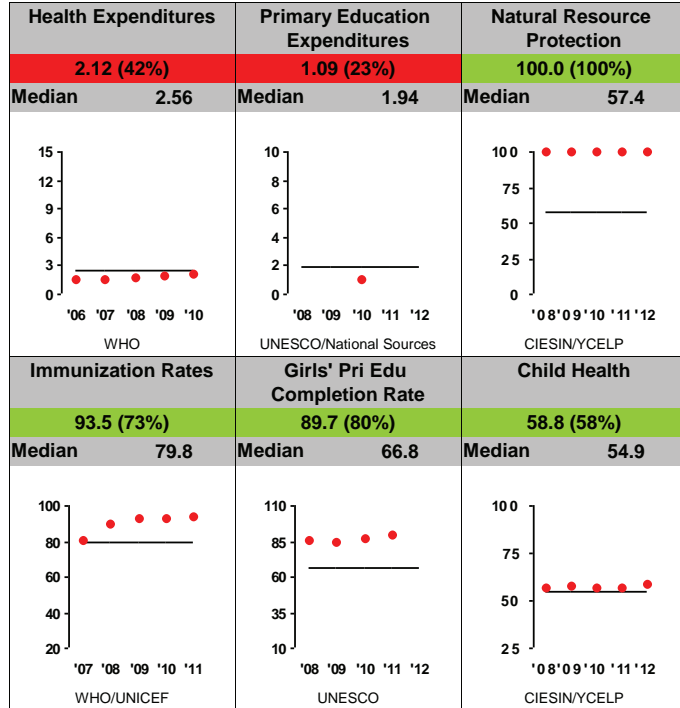 Health Expenditures
2.12 (42%)
Median 2.56
15
12
9
6
3
0
'06 '07 '08 '09 '10
WHO
Primary Education
Expenditures
1.09 (23%)
Median 1.94
10
8
6
4
2
0
'08 '09 '10 '11 '12
UNESCO/National Sources
Natural Resource
Protection
100.0 (100%)
Median 57.4
100
75
50
25
0
'08 '09 '10 '11 '12
CIESIN/YCELP
Immunization Rates
93.5 (73%)
Median 79.8
100
80
60
40
20
'07 '08 '09 '10 '11
WHO/UNICEF
Girls' Pri Edu
Completion Rate
89.7 (80%)
Median 66.8
110
85
60
35
10
'08 '09 '10 '11 '12
UNESCO
Child Health
58.8 (58%)
Median 54.9
100
75
50
25
'08 '09 '10 '11 '12
CIESIN/YCELP